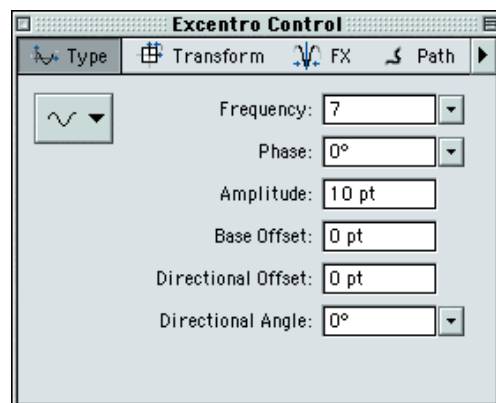 Excentro Control
Type Transform FX Path
Frequency: 7
Phase: 0°
Amplitude: 10 pt
Base Offset: 0 pt
Directional Offset: 0 pt
Directional Angle: 0°